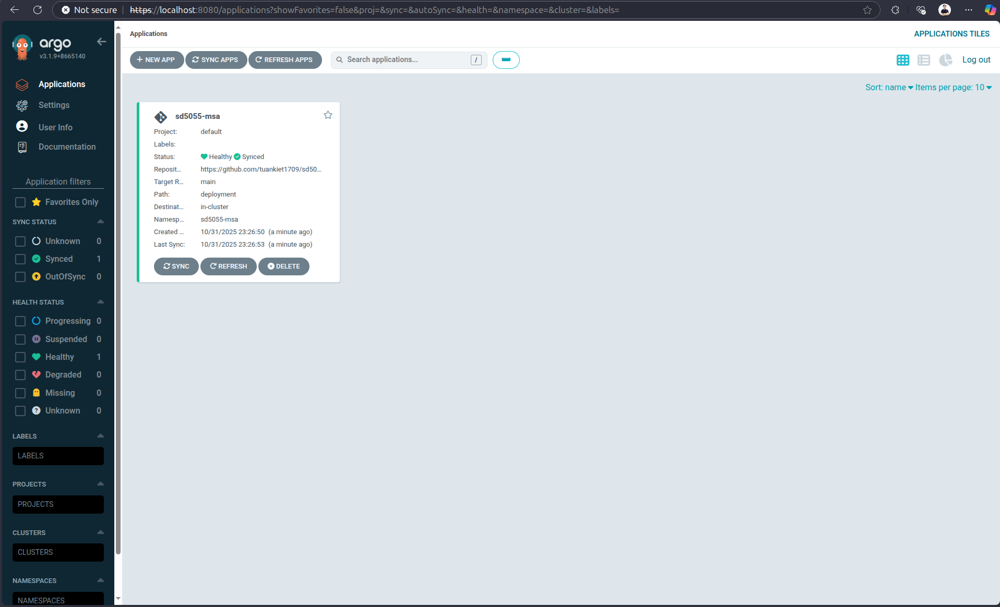 Not secure https://localhost:8080/applications?showFavorites=false&proj=&sync=&autoSync=&health=&namespace=&cluster=&labels=
argo
v3.1.9+8665140
Applications
Settings
User Info
Documentation
Application filters
Favorites Only
SYNC STATUS
Unknown 0
Synced 1
OutOfSync 0
HEALTH STATUS
Progressing 0
Suspended 0
Healthy 1
Degraded 0
Missing 0
Unknown 0
LABELS
LABELS
PROJECTS
PROJECTS
CLUSTERS
CLUSTERS
NAMESPACES
NAMESPACES
Applications
APPLICATIONS TILES
NEW APP SYNC APPS REFRESH APPS Search applications... / Log out
Sort: name Items per page: 10
sd5055-msa
Project: default
Labels:
Status: Healthy Synced
Reposit... https://github.com/tuankiet1709/sd50...
Target R... main
Path: deployment
Destinat... in-cluster
Namesp... sd5055-msa
Created ... 10/31/2025 23:26:50 (a minute ago)
Last Sync: 10/31/2025 23:26:53 (a minute ago)
SYNC REFRESH DELETE